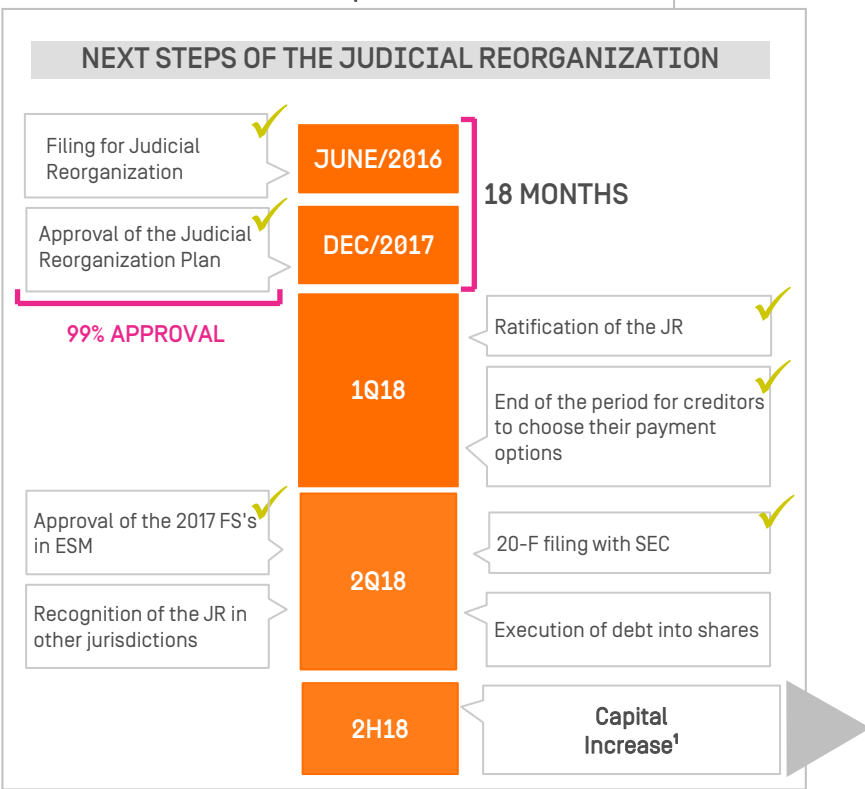 NEXT STEPS OF THE JUDICIAL REORGANIZATION
Filing for Judicial
Reorganization
JUNE/2016
18 MONTHS
Approval of the Judicial
Reorganization Plan
DEC/2017
99% APPROVAL
Ratification of the JR
1Q18
End of the period for creditors
to choose their payment
options
Approval of the 2017 FS's
in ESM
20-F filing with SEC
2Q18
Recognition of the JR in
other jurisdictions
Execution of debt into shares
2H18
Capital
Increase¹